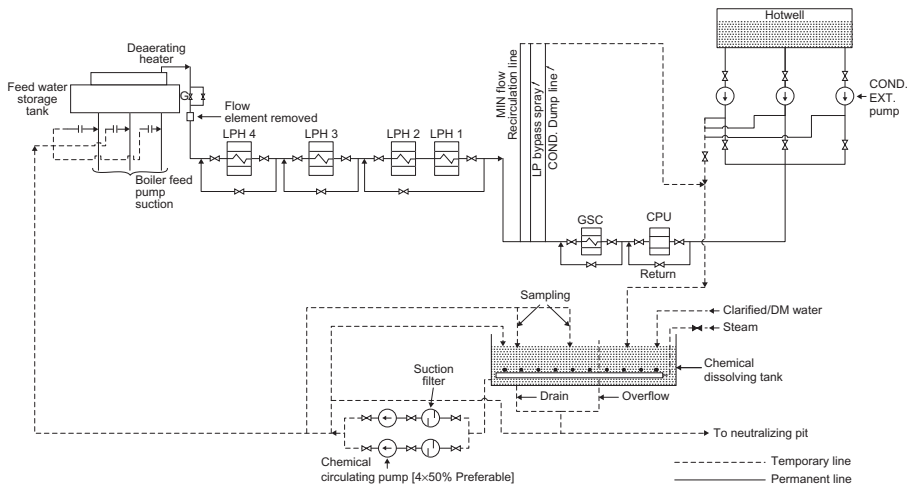 Hotwell
Deaerating
heater
Feed water
storage
tank
G
Flow
element removed
COND.
EXT.
pump
MIN flow
Recirculation line
LP bypass spray/
COND. Dump line/
LPH 4
LPH 3
LPH 2
LPH 1
Boiler feed
pump
suction
GSC
CPU
Return
Sampling
Clarified/DM water
Steam
Suction
filter
Chemical
dissolving tank
Drain
Overflow
To neutralizing pit
Chemical
circulating pump [4×50% Preferable]
Temporary line
Permanent line